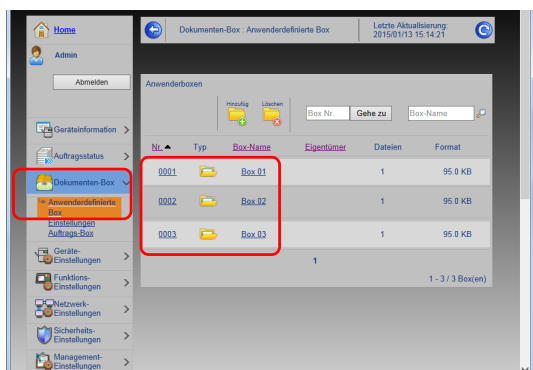 Home
Admin
Abmelden
Geräteinformation
Auftragsstatus
Dokumenten-Box
Anwenderdefinierte
Box
Einstellungen
Auftrags-Box
Geräte-
Einstellungen
Funktions-
Einstellungen
Netzwerk-
Einstellungen
Sicherheits-
Einstellungen
Management-
Einstellungen
Dokumenten-Box : Anwenderdefinierte Box
Letzte Aktualisierung:
2015/01/13 15:14:21
Anwenderboxen
Hinzufüg Löschen
Box Nr. Gehe zu Box-Name
Nr. Typ Box-Name Eigentümer Dateien Format
0001 Box 01 1 95.0 KB
0002 Box 02 1 95.0 KB
0003 Box 03 1 95.0 KB
1
1 - 3 / 3 Box(en)